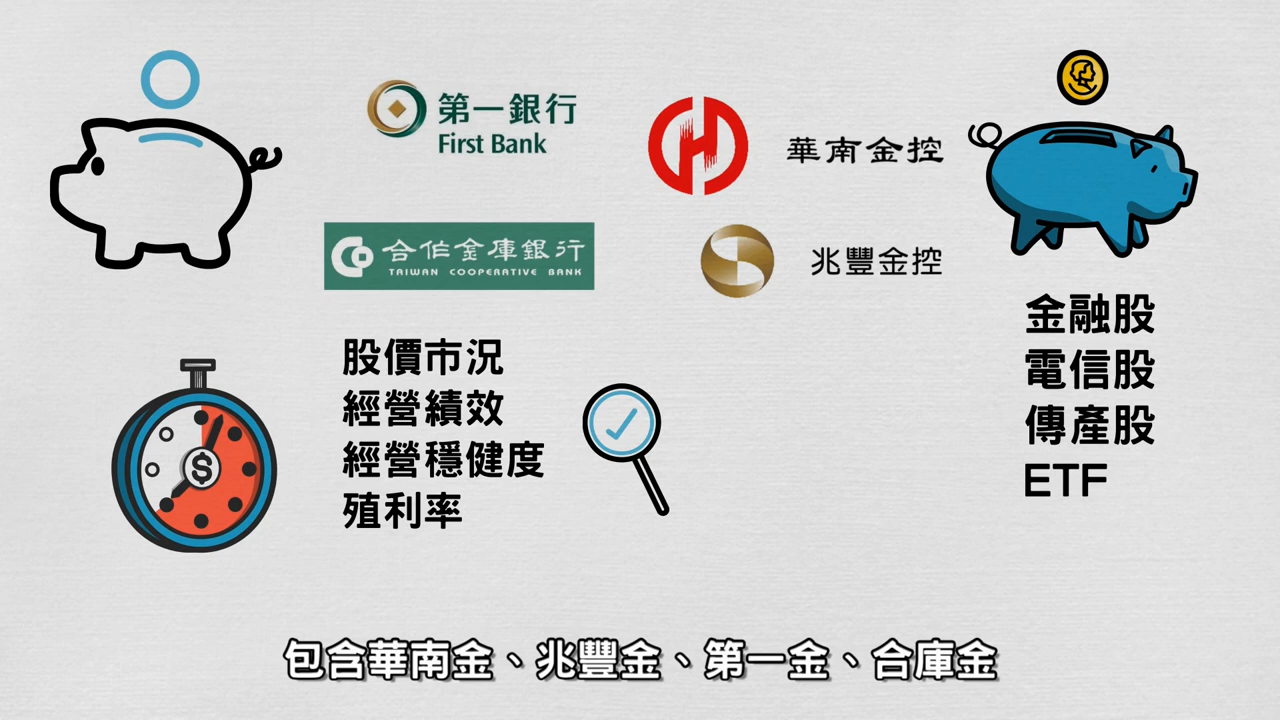 第一銀行
First Bank
華南金控
合作金庫銀行
TAIWAN COOPERATIVE BANK
兆豐金控
股價市況
經營績效
經營穩健度
殖利率
$
金融股
電信股
傳產股
ETF
包含華南金、兆豐金、第一金、合庫金